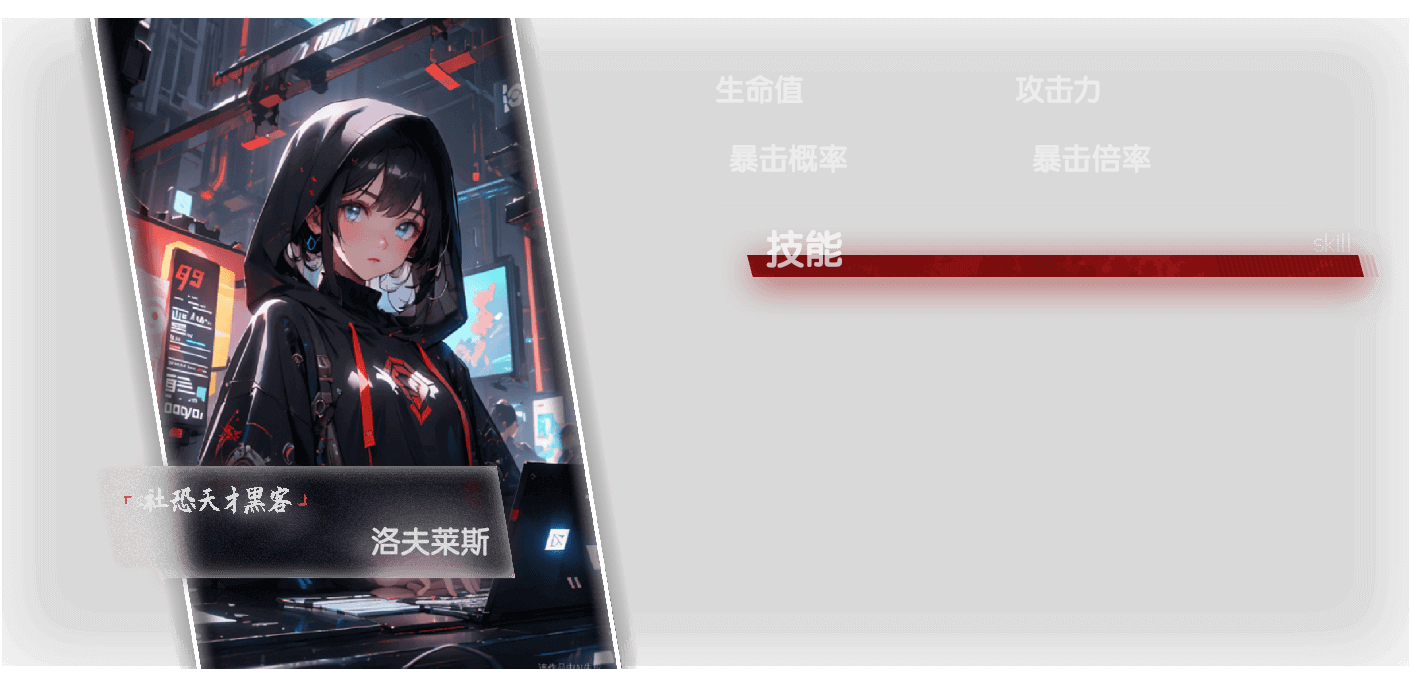 生命值 攻击力
暴击概率 暴击倍率
技能 skill
99
「社恐天才黑客」
洛夫莱斯